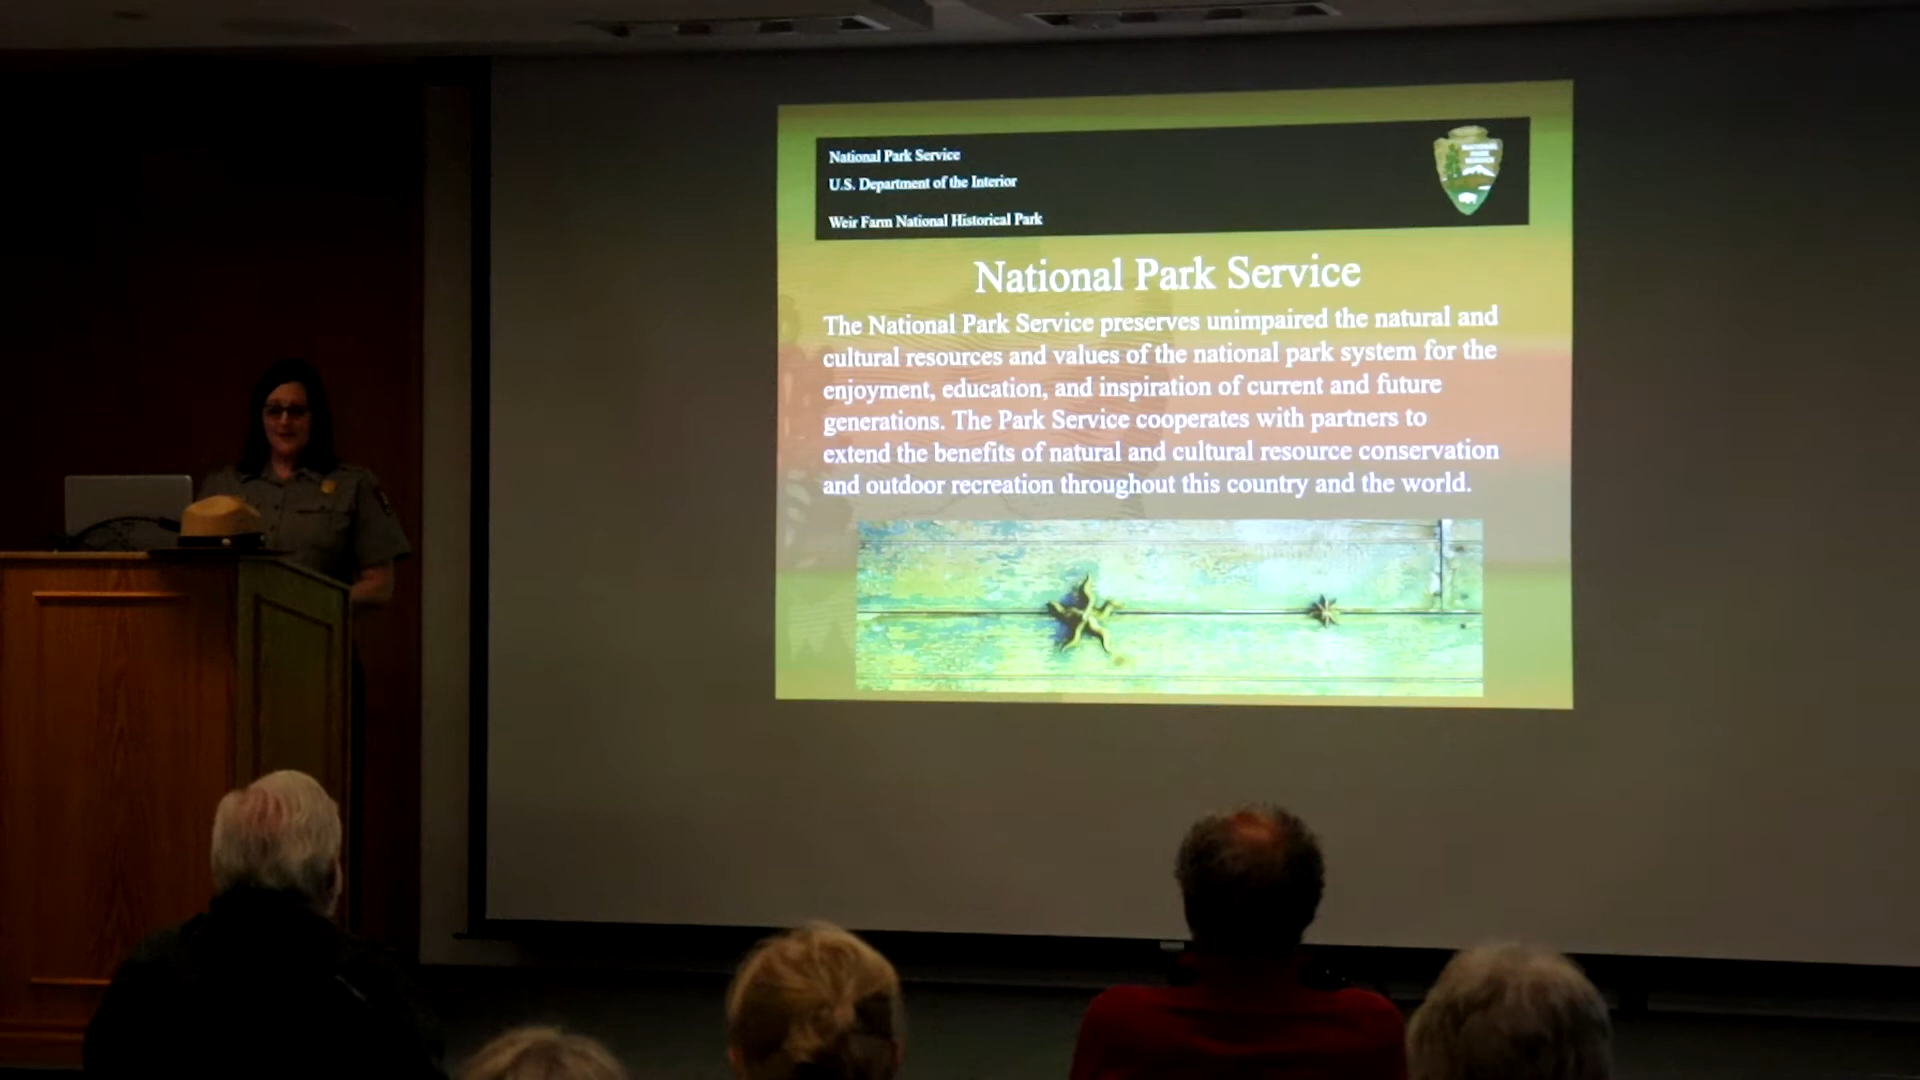 National Park Service
U.S. Department of the Interior
Weir Farm National Historical Park
NATIONAL
PARK
SERVICE
National Park Service
The National Park Service preserves unimpaired the natural and
cultural resources and values of the national park system for the
enjoyment, education, and inspiration of current and future
generations. The Park Service cooperates with partners to
extend the benefits of natural and cultural resource conservation
and outdoor recreation throughout this country and the world.